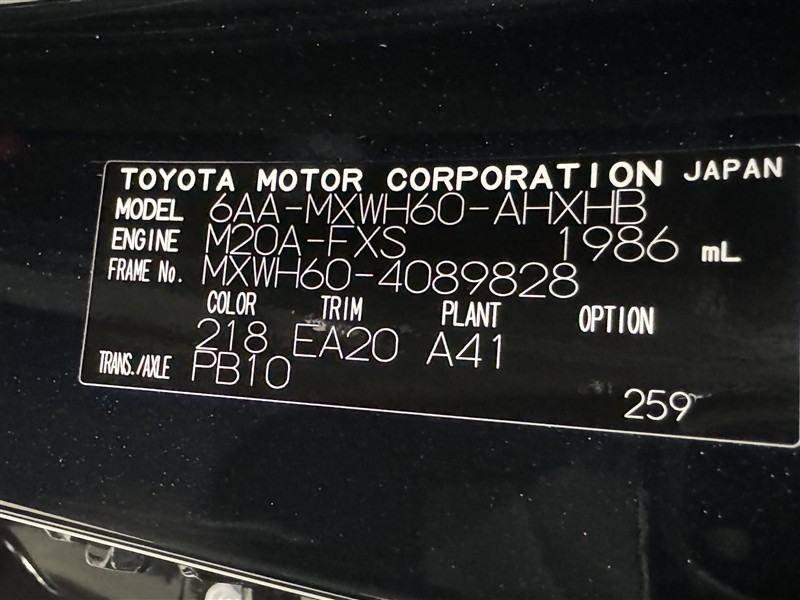 TOYOTA MOTOR CORPORATION JAPAN
MODEL 6AA-MXWH60-AHXHB
ENGINE M20A-FXS 1986 mL
FRAME No. MXWH60-4089828
COLOR TRIM PLANT OPTION
218 EA20 A41
TRANS./AXLE PB10
259